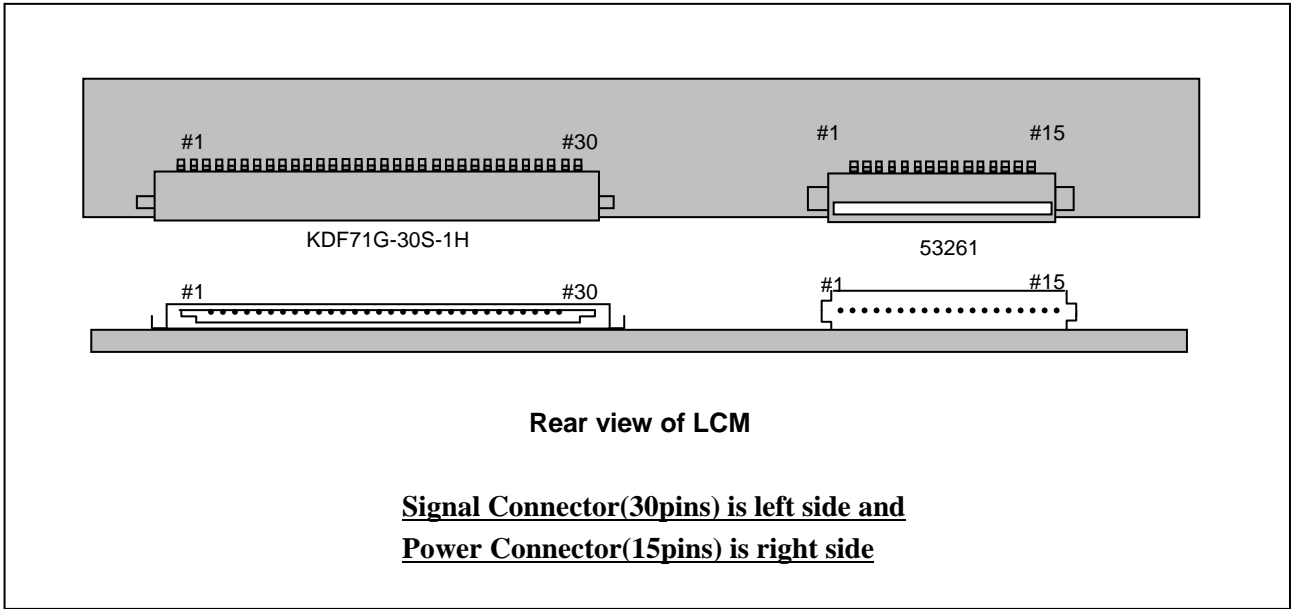 #1 #30 #1 #15
KDF71G-30S-1H 53261
#1 #30 #1 #15
Rear view of LCM
Signal Connector(30pins) is left side and
Power Connector(15pins) is right side